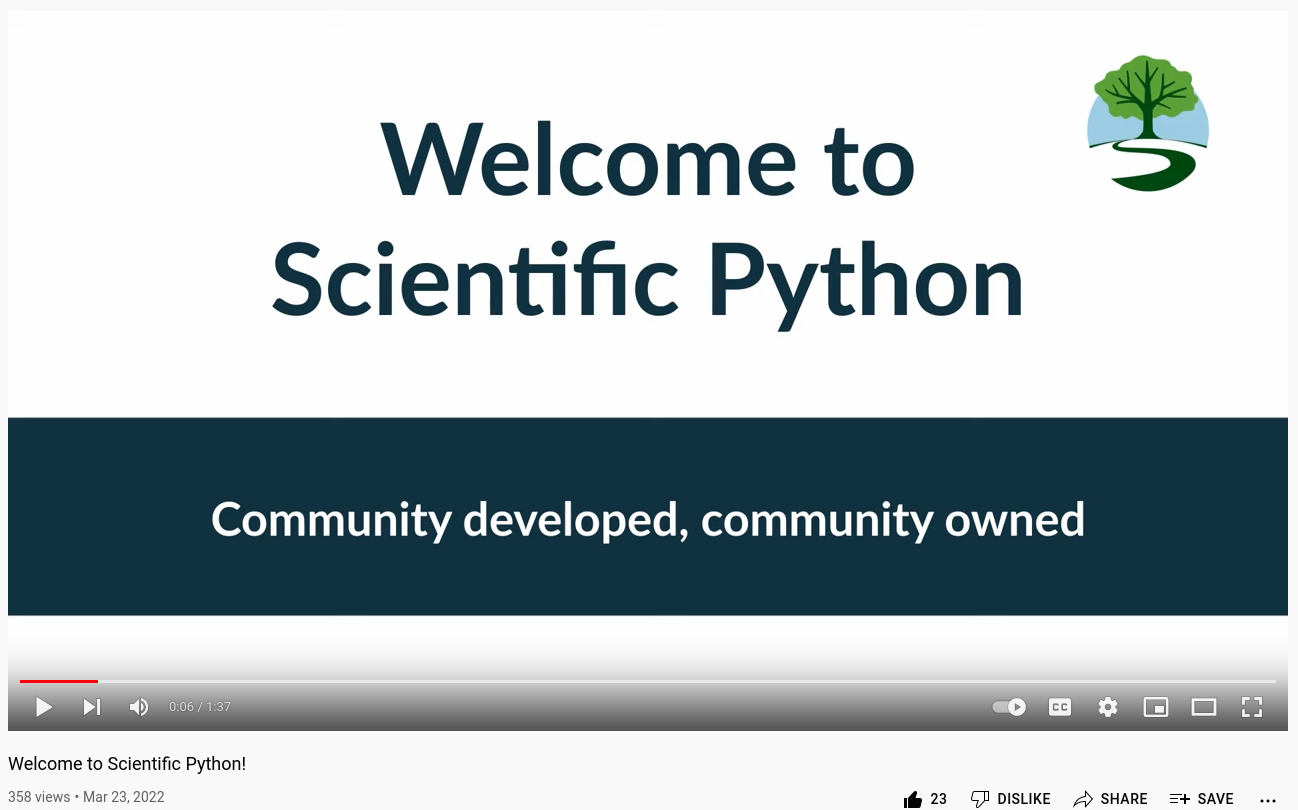 Welcome to
Scientific Python
Community developed, community owned
0:06 / 1:37
CC
Welcome to Scientific Python!
358 views • Mar 23, 2022
23 DISLIKE SHARE SAVE